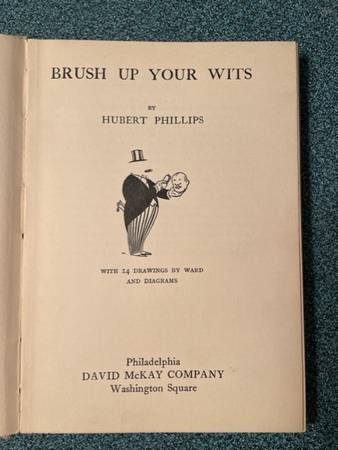 BRUSH UP YOUR WITS
BY
HUBERT PHILLIPS
WITH 24 DRAWINGS BY WARD
AND DIAGRAMS
Philadelphia
DAVID McKAY COMPANY
Washington Square